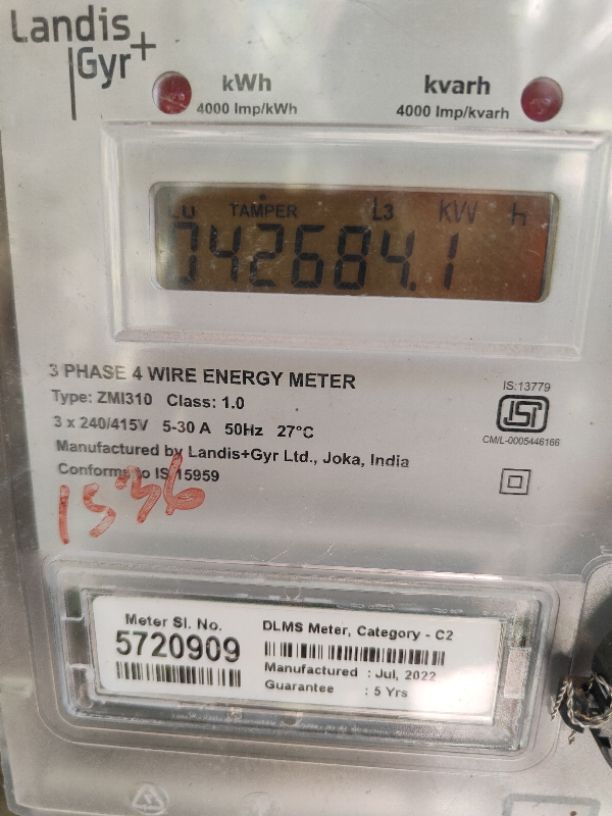 Landis
Gyr+
kWh
4000 Imp/kWh
kvarh
4000 Imp/kvarh
TAMPER L3 kW h
042684.1
3 PHASE 4 WIRE ENERGY METER
Type: ZMI310 Class: 1.0
3 x 240/415V 5-30 A 50Hz 27°C
Manufactured by Landis+Gyr Ltd., Joka, India
Conforms to IS 15959
IS:13779
ISI
CM/L-0005446166
1536
Meter Sl. No.
5720909
DLMS Meter, Category - C2
Manufactured : Jul, 2022
Guarantee : 5 Yrs